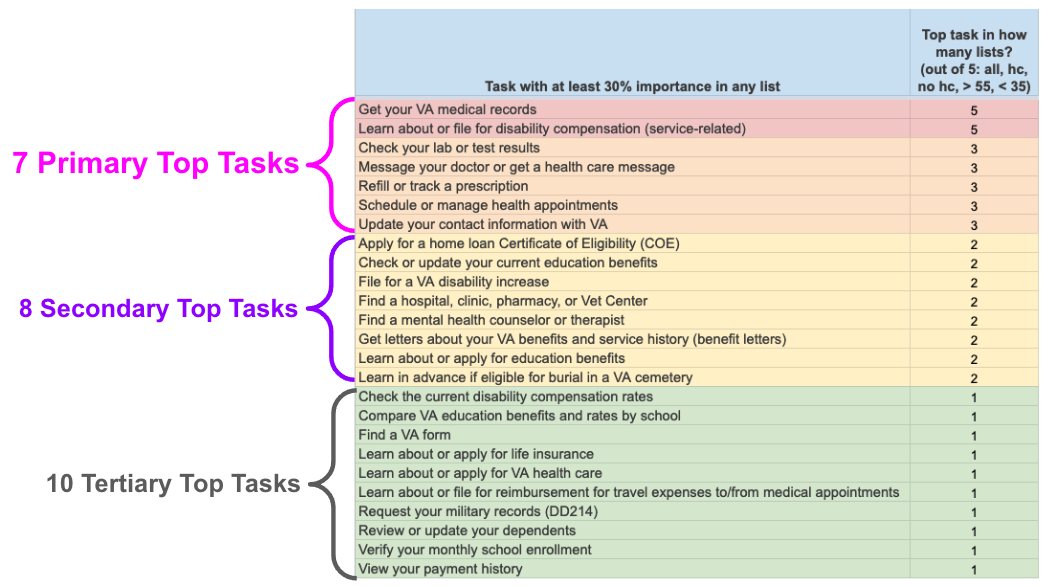 Task with at least 30% importance in any list
Top task in how
many lists?
(out of 5: all, hc,
no hc, > 55, < 35)
7 Primary Top Tasks
Get your VA medical records 5
Learn about or file for disability compensation (service-related) 5
Check your lab or test results 3
Message your doctor or get a health care message 3
Refill or track a prescription 3
Schedule or manage health appointments 3
Update your contact information with VA 3
8 Secondary Top Tasks
Apply for a home loan Certificate of Eligibility (COE) 2
Check or update your current education benefits 2
File for a VA disability increase 2
Find a hospital, clinic, pharmacy, or Vet Center 2
Find a mental health counselor or therapist 2
Get letters about your VA benefits and service history (benefit letters) 2
Learn about or apply for education benefits 2
Learn in advance if eligible for burial in a VA cemetery 2
10 Tertiary Top Tasks
Check the current disability compensation rates 1
Compare VA education benefits and rates by school 1
Find a VA form 1
Learn about or apply for life insurance 1
Learn about or apply for VA health care 1
Learn about or file for reimbursement for travel expenses to/from medical appointments 1
Request your military records (DD214) 1
Review or update your dependents 1
Verify your monthly school enrollment 1
View your payment history 1